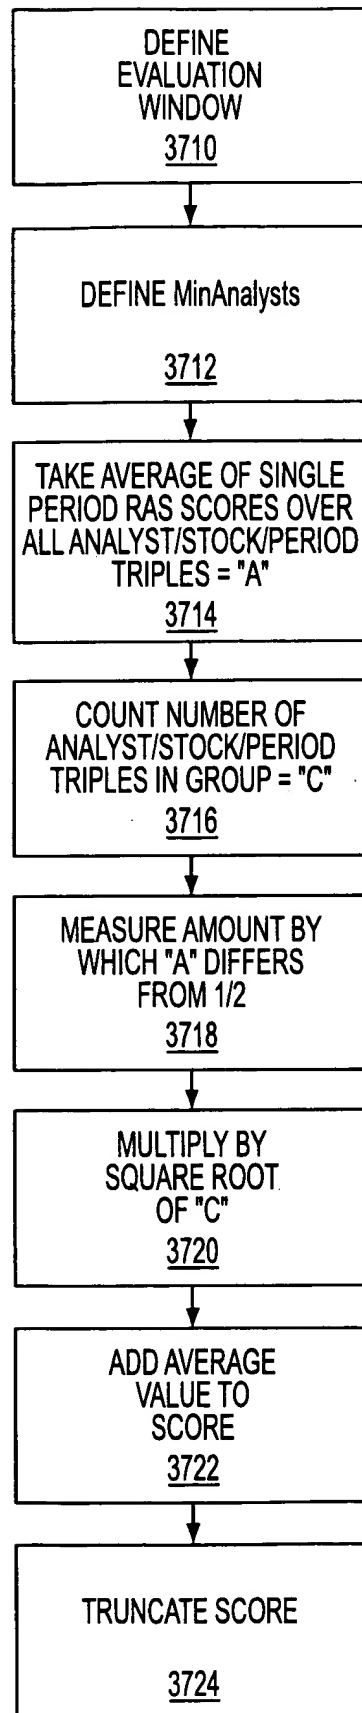 DEFINE
EVALUATION
WINDOW
3710
DEFINE MinAnalysts
3712
TAKE AVERAGE OF SINGLE
PERIOD RAS SCORES OVER
ALL ANALYST/STOCK/PERIOD
TRIPLES = "A"
3714
COUNT NUMBER OF
ANALYST/STOCK/PERIOD
TRIPLES IN GROUP = "C"
3716
MEASURE AMOUNT BY
WHICH "A" DIFFERS
FROM 1/2
3718
MULTIPLY BY
SQUARE ROOT
OF "C"
3720
ADD AVERAGE
VALUE TO
SCORE
3722
TRUNCATE SCORE
3724